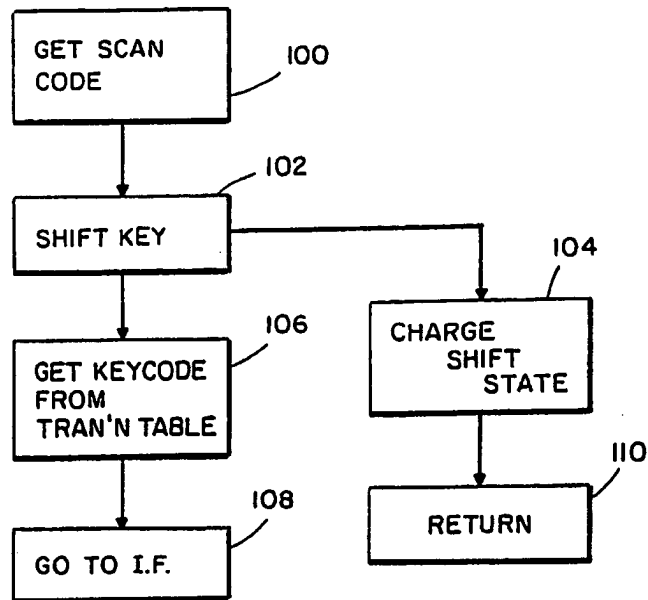 GET SCAN
CODE
100
102
SHIFT KEY
104
CHARGE
SHIFT
STATE
106
GET KEYCODE
FROM
TRAN'N TABLE
110
RETURN
108
GO TO I.F.